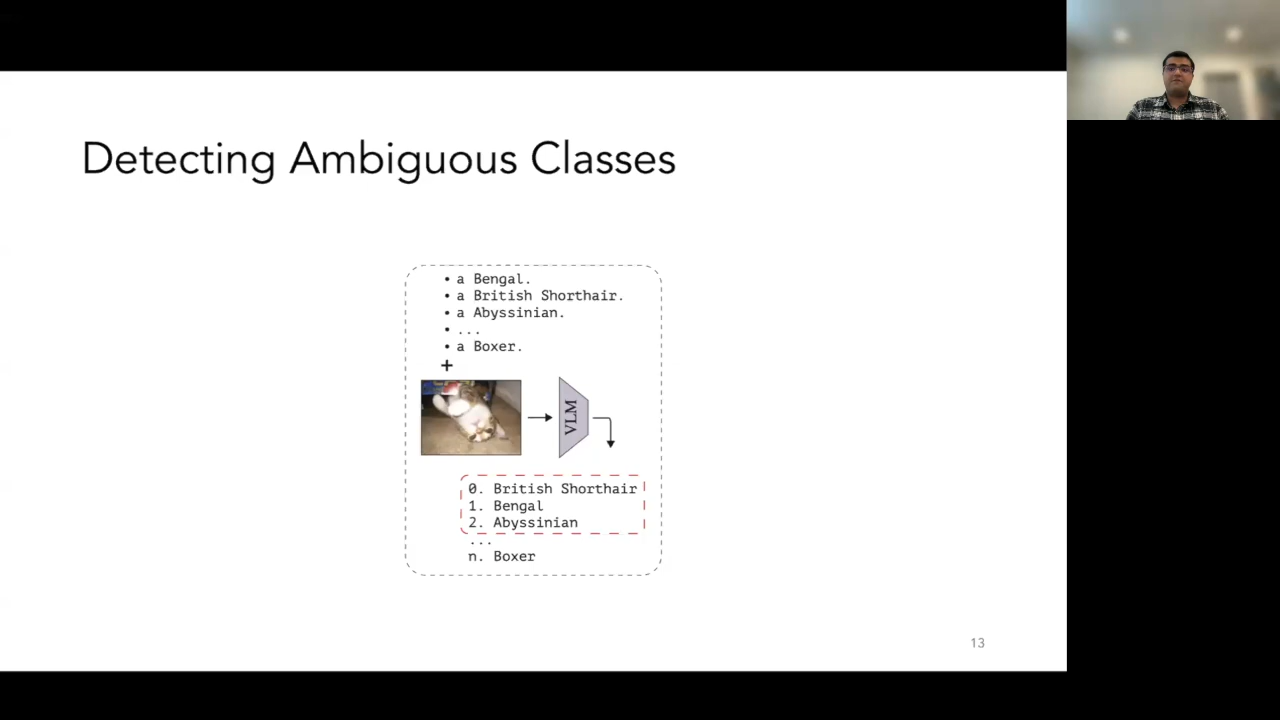 Detecting Ambiguous Classes
• a Bengal.
• a British Shorthair.
• a Abyssinian.
• ...
• a Boxer.
+
VLM
0. British Shorthair
1. Bengal
2. Abyssinian
...
n. Boxer
13